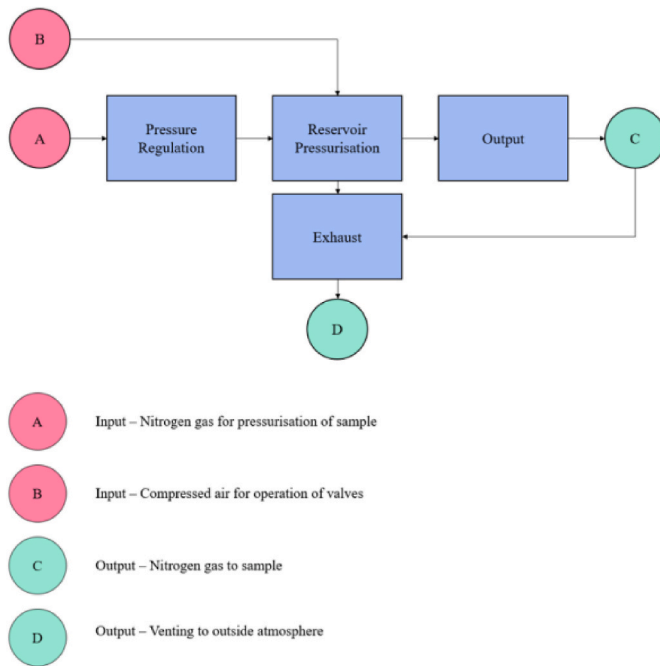 B
A
Pressure
Regulation
Reservoir
Pressurisation
Output
C
Exhaust
D
A Input – Nitrogen gas for pressurisation of sample
B Input – Compressed air for operation of valves
C Output – Nitrogen gas to sample
D Output – Venting to outside atmosphere